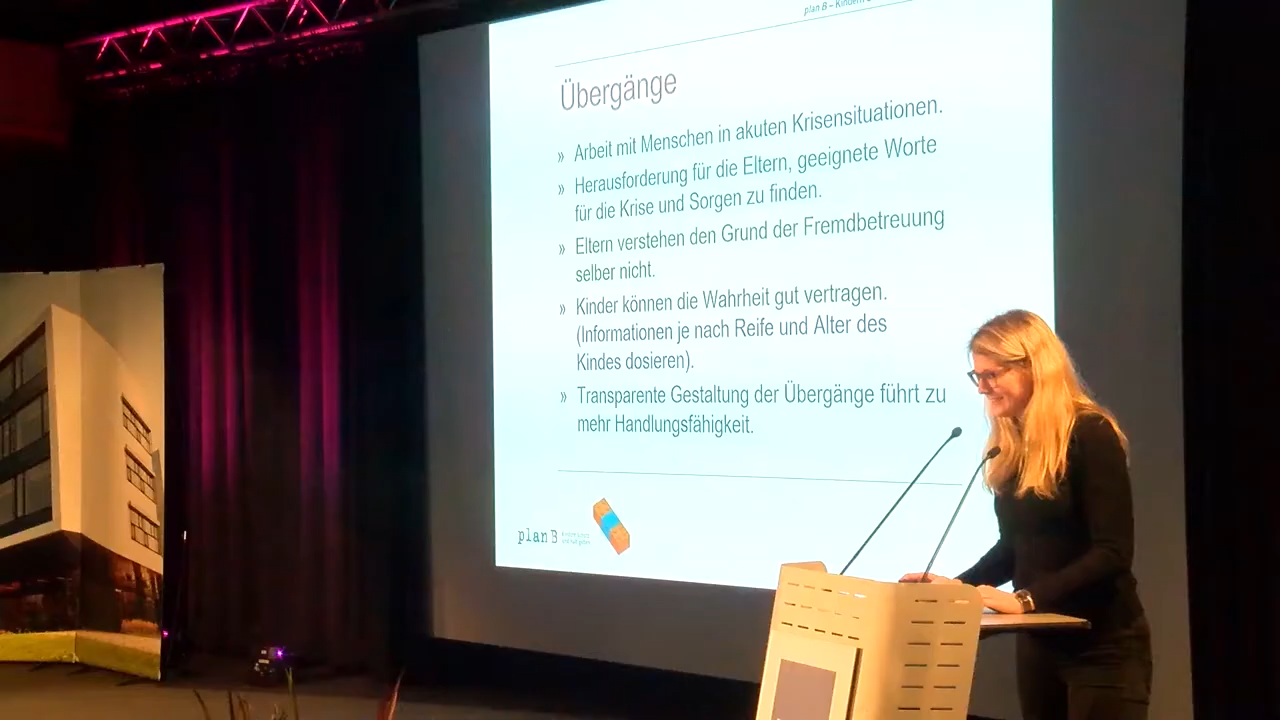 plan B – Kindern
Übergänge
» Arbeit mit Menschen in akuten Krisensituationen.
» Herausforderung für die Eltern, geeignete Worte
für die Krise und Sorgen zu finden.
» Eltern verstehen den Grund der Fremdbetreuung
selber nicht.
» Kinder können die Wahrheit gut vertragen.
(Informationen je nach Reife und Alter des
Kindes dosieren).
» Transparente Gestaltung der Übergänge führt zu
mehr Handlungsfähigkeit.
plan B